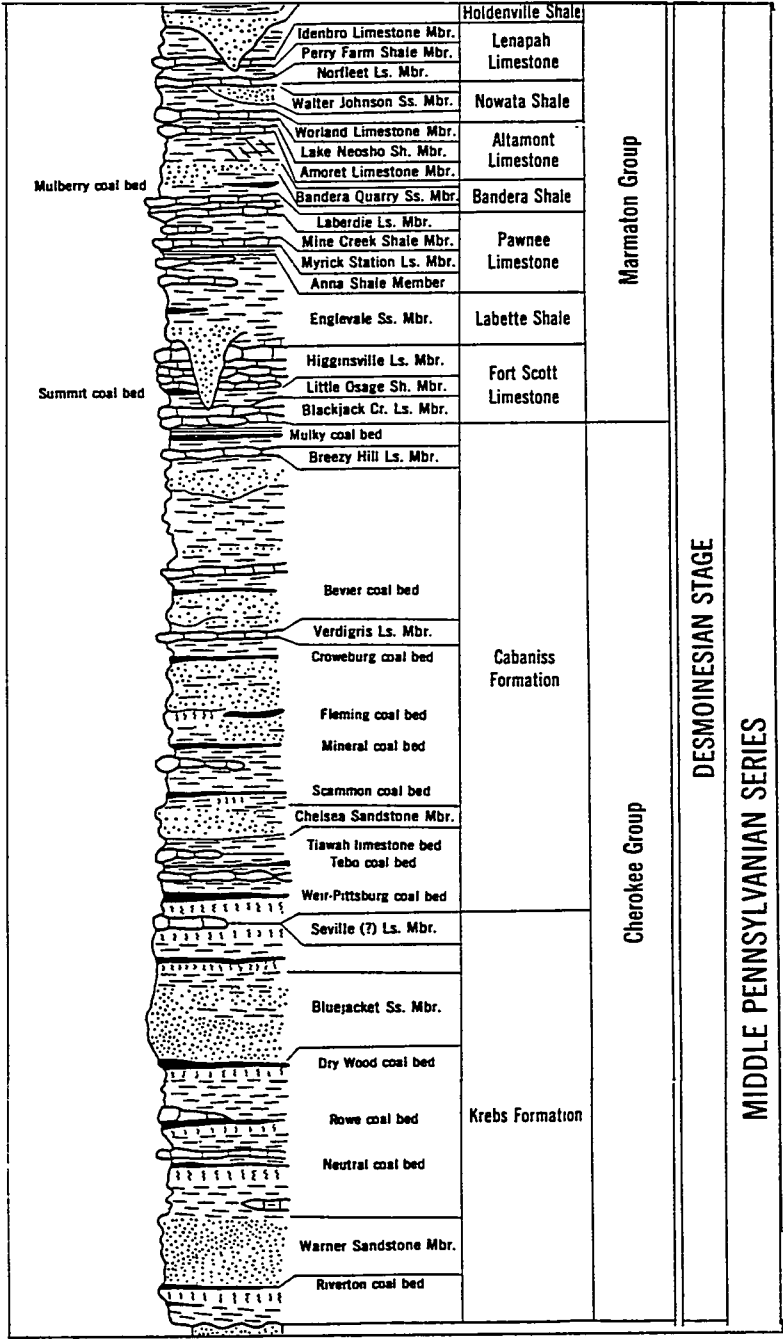 Holdenville Shale
Idenbro Limestone Mbr.
Perry Farm Shale Mbr.
Norfleet Ls. Mbr.
Lenapah
Limestone
Walter Johnson Ss. Mbr.
Nowata Shale
Worland Limestone Mbr.
Lake Neosho Sh. Mbr.
Amoret Limestone Mbr.
Altamont
Limestone
Mulberry coal bed
Bandera Quarry Ss. Mbr.
Bandera Shale
Laberdie Ls. Mbr.
Mine Creek Shale Mbr.
Myrick Station Ls. Mbr.
Anna Shale Member
Pawnee
Limestone
Englevale Ss. Mbr.
Labette Shale
Higginsville Ls. Mbr.
Summit coal bed
Little Osage Sh. Mbr.
Blackjack Cr. Ls. Mbr.
Fort Scott
Limestone
Marmaton Group
Mulky coal bed
Breezy Hill Ls. Mbr.
Bevier coal bed
Verdigris Ls. Mbr.
Croweburg coal bed
Fleming coal bed
Mineral coal bed
Scammon coal bed
Chelsea Sandstone Mbr.
Tiawah limestone bed
Tebo coal bed
Weir-Pittsburg coal bed
Cabaniss
Formation
Seville (?) Ls. Mbr.
Bluejacket Ss. Mbr.
Dry Wood coal bed
Rowe coal bed
Neutral coal bed
Warner Sandstone Mbr.
Riverton coal bed
Krebs Formation
Cherokee Group
DESMOINESIAN STAGE
MIDDLE PENNSYLVANIAN SERIES